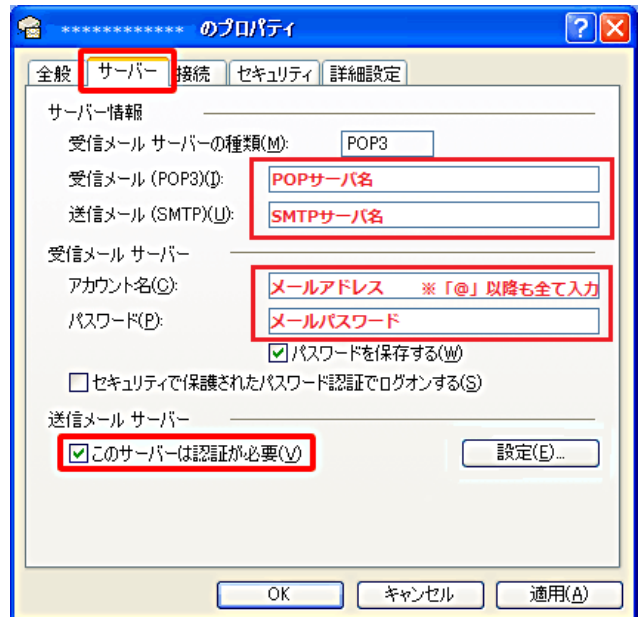 ************ のプロパティ
全般 サーバー 接続 セキュリティ 詳細設定
サーバー情報
受信メール サーバーの種類(M): POP3
受信メール (POP3)(I): POPサーバ名
送信メール (SMTP)(U): SMTPサーバ名
受信メール サーバー
アカウント名(C): メールアドレス ※「@」以降も全て入力
パスワード(P): メールパスワード
パスワードを保存する(W)
セキュリティで保護されたパスワード認証でログオンする(S)
送信メール サーバー
このサーバーは認証が必要(V) 設定(E)...
OK キャンセル 適用(A)